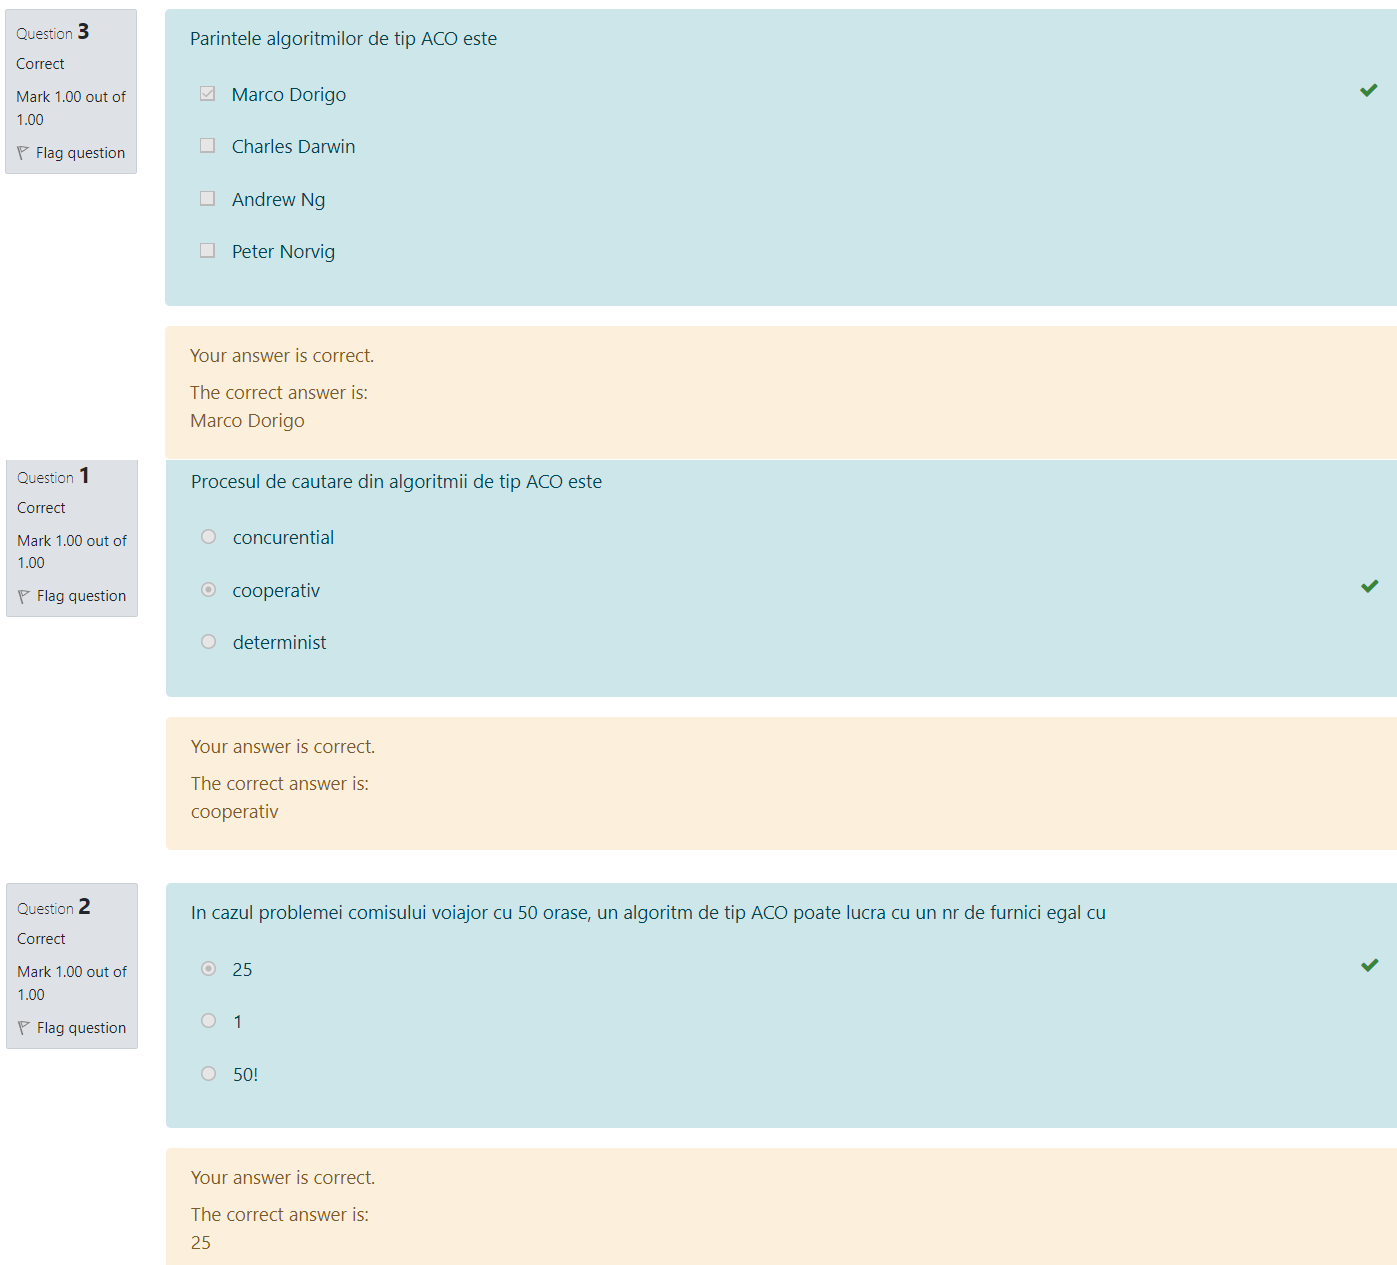 Question 3
Correct
Mark 1.00 out of
1.00
Flag question
Parintele algoritmilor de tip ACO este
Marco Dorigo
Charles Darwin
Andrew Ng
Peter Norvig
Your answer is correct.
The correct answer is:
Marco Dorigo
Question 1
Correct
Mark 1.00 out of
1.00
Flag question
Procesul de cautare din algoritmii de tip ACO este
concurential
cooperativ
determinist
Your answer is correct.
The correct answer is:
cooperativ
Question 2
Correct
Mark 1.00 out of
1.00
Flag question
In cazul problemei comisului voiajor cu 50 orase, un algoritm de tip ACO poate lucra cu un nr de furnici egal cu
25
1
50!
Your answer is correct.
The correct answer is:
25